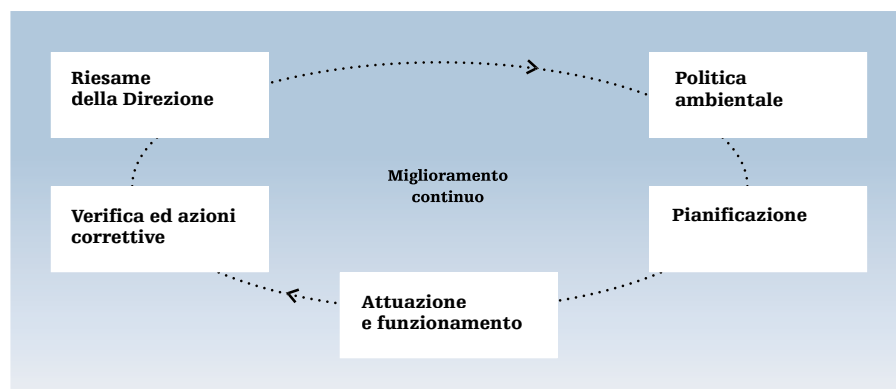 Riesame
della Direzione
Politica
ambientale
Miglioramento
continuo
Verifica ed azioni
correttive
Pianificazione
Attuazione
e funzionamento